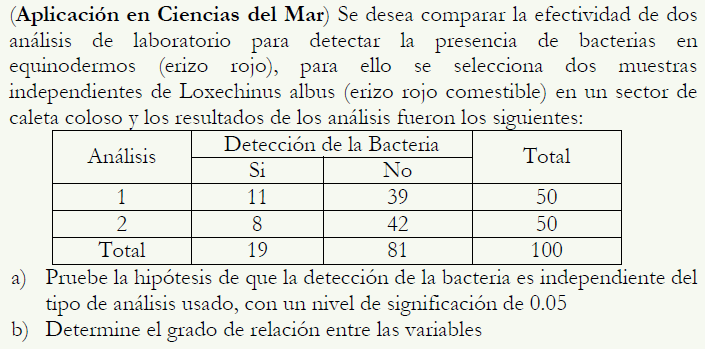 (Aplicación en Ciencias del Mar) Se desea comparar la efectividad de dos
análisis de laboratorio para detectar la presencia de bacterias en
equinodermos (erizo rojo), para ello se selecciona dos muestras
independientes de Loxechinus albus (erizo rojo comestible) en un sector de
caleta coloso y los resultados de los análisis fueron los siguientes:
Análisis Detección de la Bacteria Total
Si No
1 11 39 50
2 8 42 50
Total 19 81 100
a) Pruebe la hipótesis de que la detección de la bacteria es independiente del
tipo de análisis usado, con un nivel de significación de 0.05
b) Determine el grado de relación entre las variables